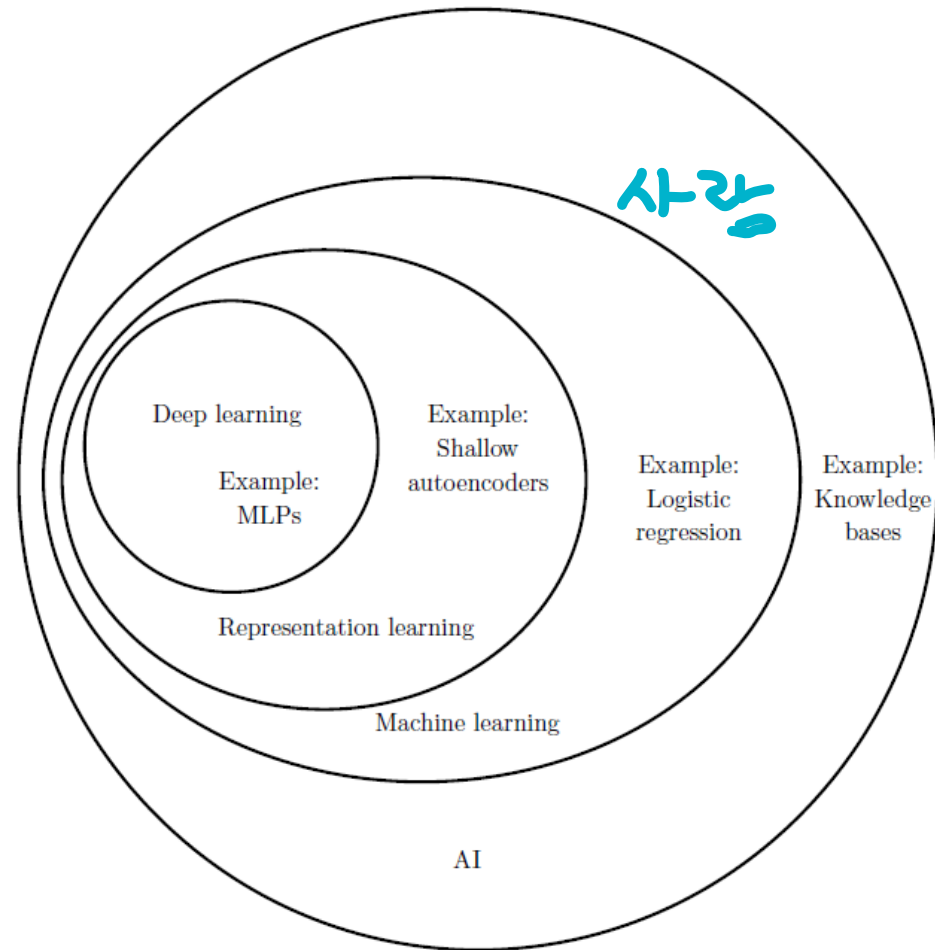 사람
Deep learning
Example:
MLPs
Example:
Shallow
autoencoders
Example:
Logistic
regression
Example:
Knowledge
bases
Representation learning
Machine learning
AI